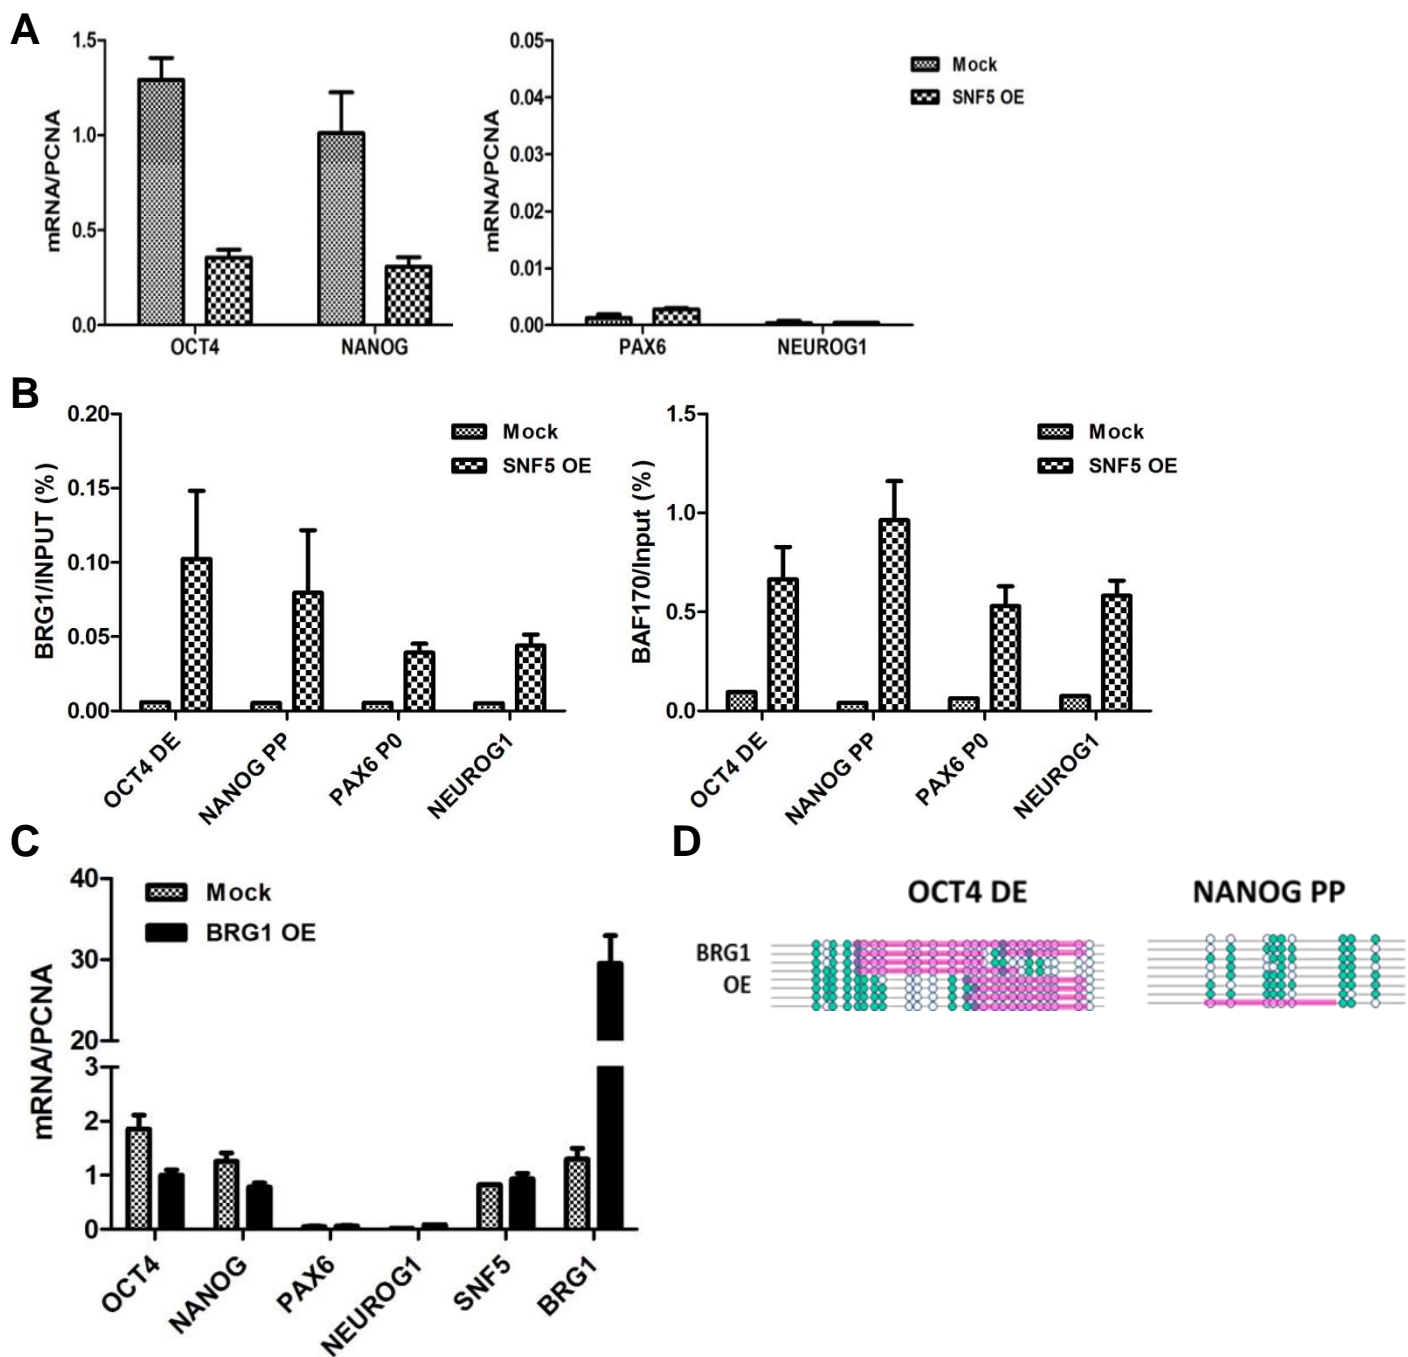 A
mRNA/PCNA
1.5
1.0
0.5
0.0
OCT4
NANOG
mRNA/PCNA
0.05
0.04
0.03
0.02
0.01
0.00
PAX6
NEUROG1
Mock
SNF5 OE
B
BRG1/INPUT (%)
0.20
0.15
0.10
0.05
0.00
Mock
SNF5 OE
OCT4 DE
NANOG PP
PAX6 P0
NEUROG1
BAF170/Input (%)
1.5
1.0
0.5
0.0
Mock
SNF5 OE
OCT4 DE
NANOG PP
PAX6 P0
NEUROG1
C
mRNA/PCNA
40
30
20
3
2
1
0
Mock
BRG1 OE
OCT4
NANOG
PAX6
NEUROG1
SNF5
BRG1
D
OCT4 DE
NANOG PP
BRG1
OE